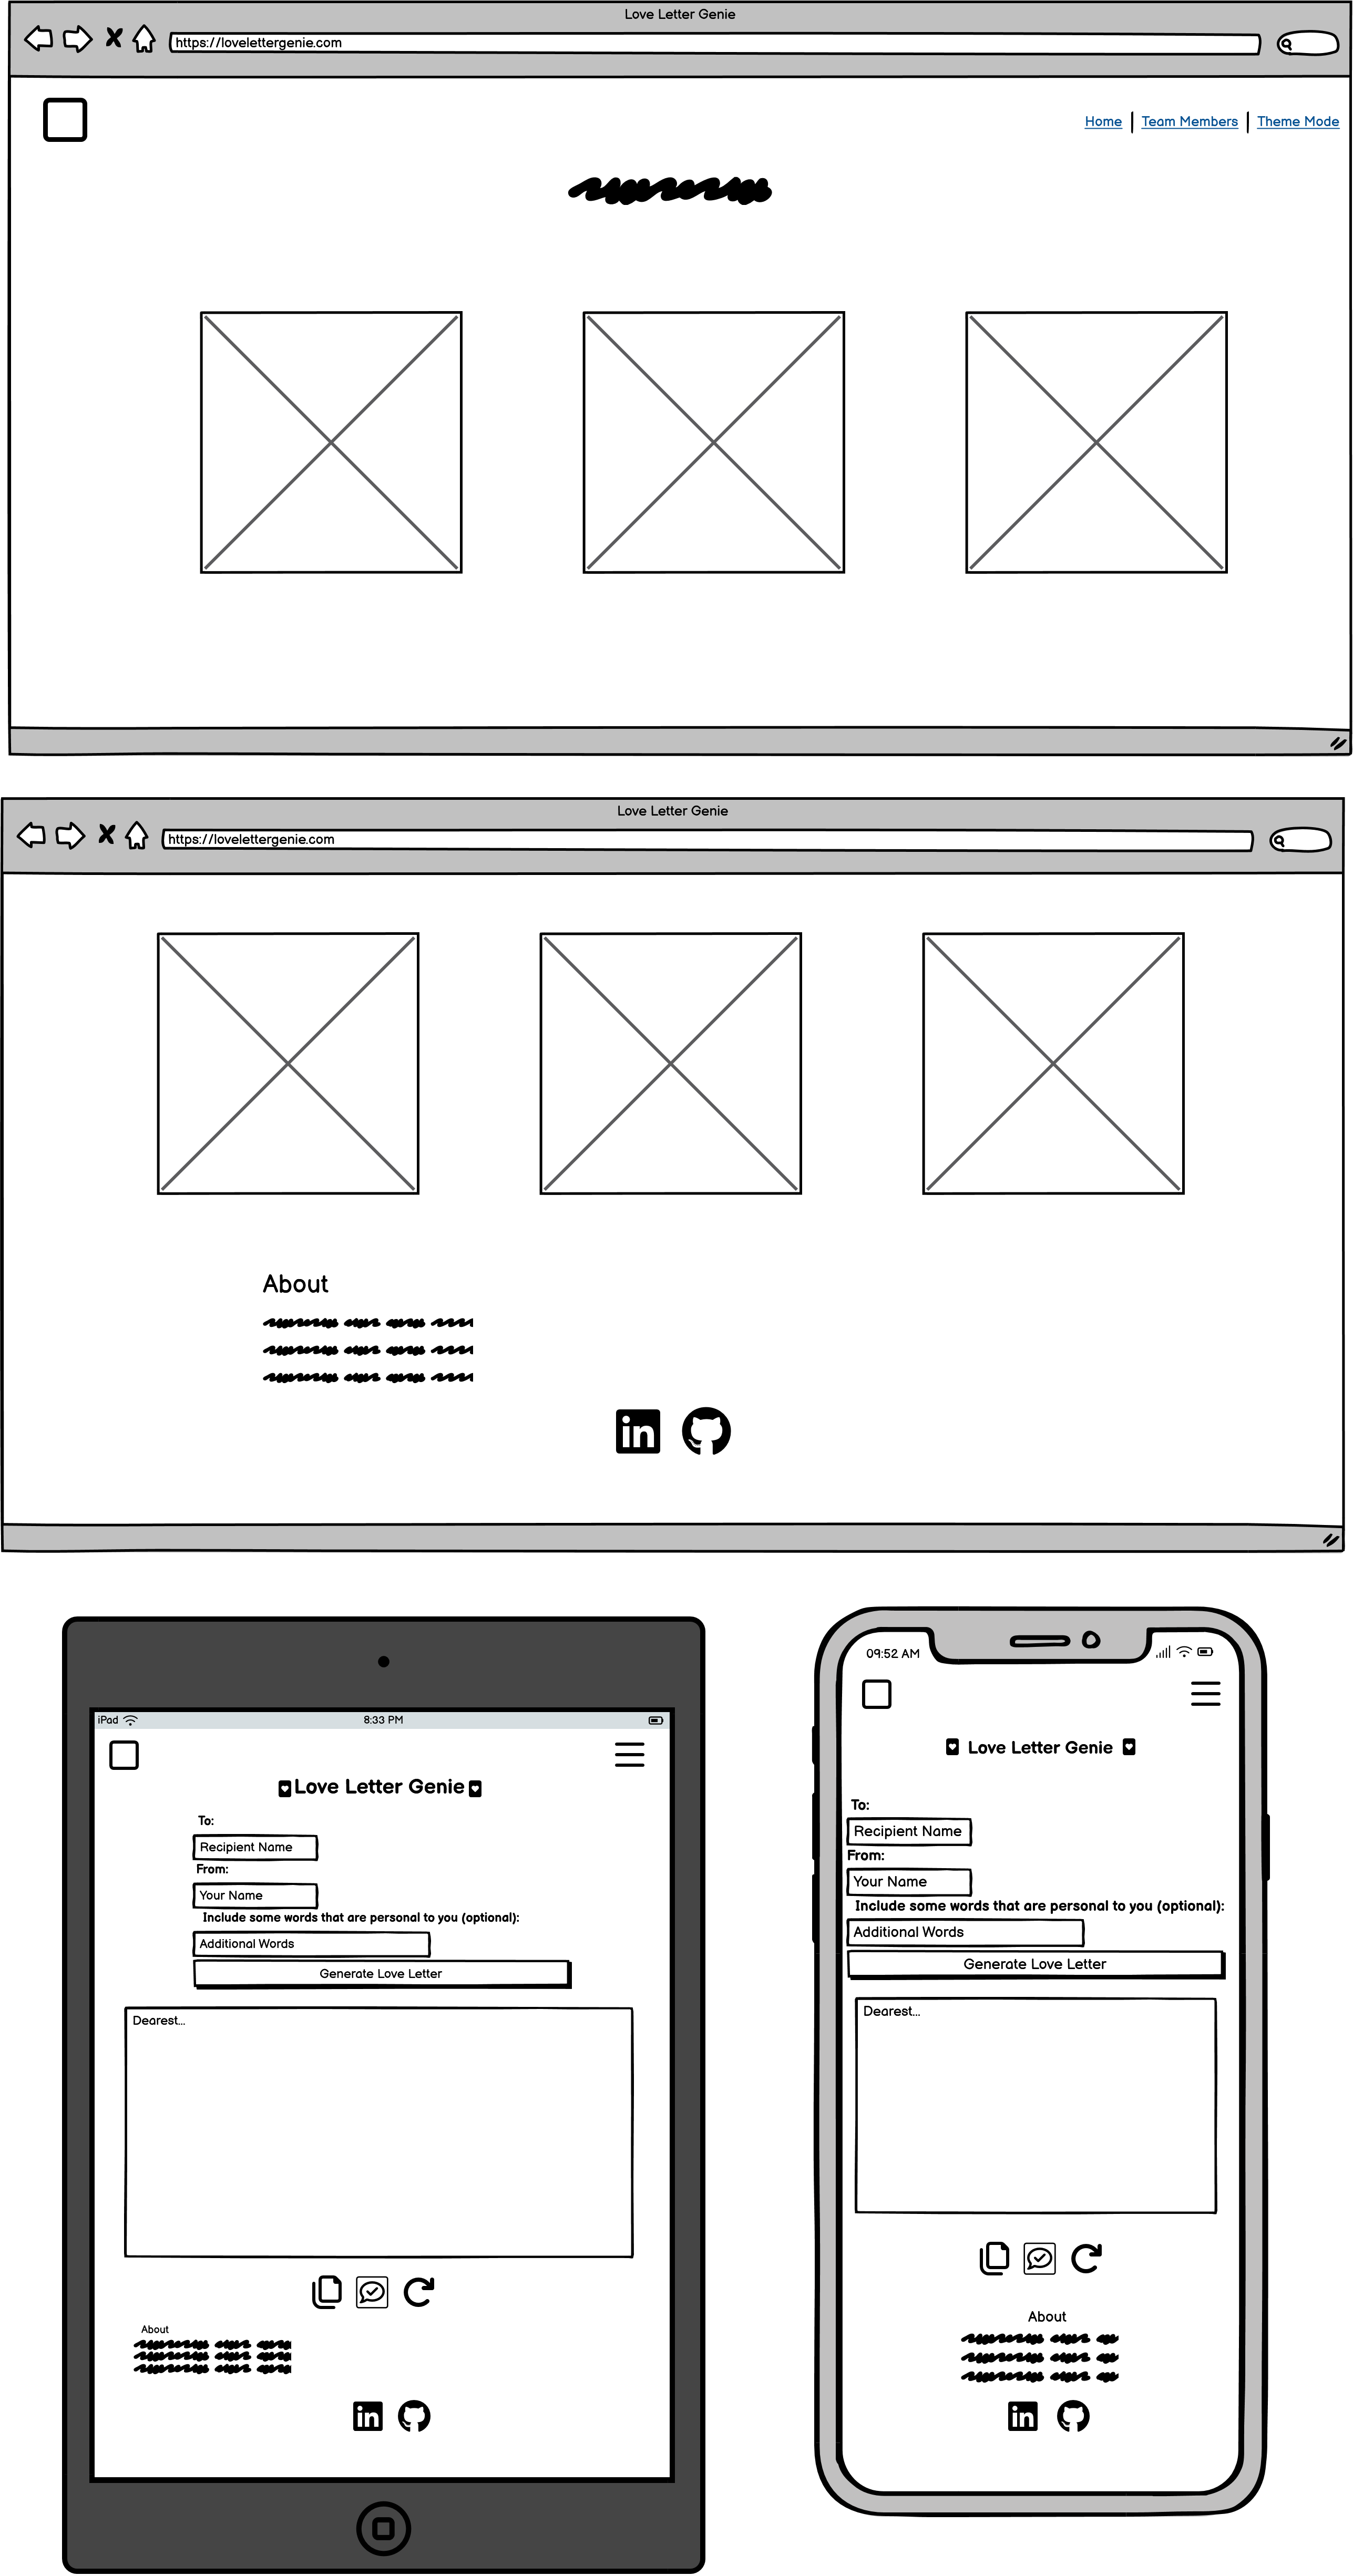 Love Letter Genie
https://lovelettergenie.com
Home | Team Members | Theme Mode
Love Letter Genie
https://lovelettergenie.com
About
in
iPad 8:33 PM
Love Letter Genie
To:
Recipient Name
From:
Your Name
Include some words that are personal to you (optional):
Additional Words
Generate Love Letter
Dearest...
About
in
09:52 AM
Love Letter Genie
To:
Recipient Name
From:
Your Name
Include some words that are personal to you (optional):
Additional Words
Generate Love Letter
Dearest...
About
in